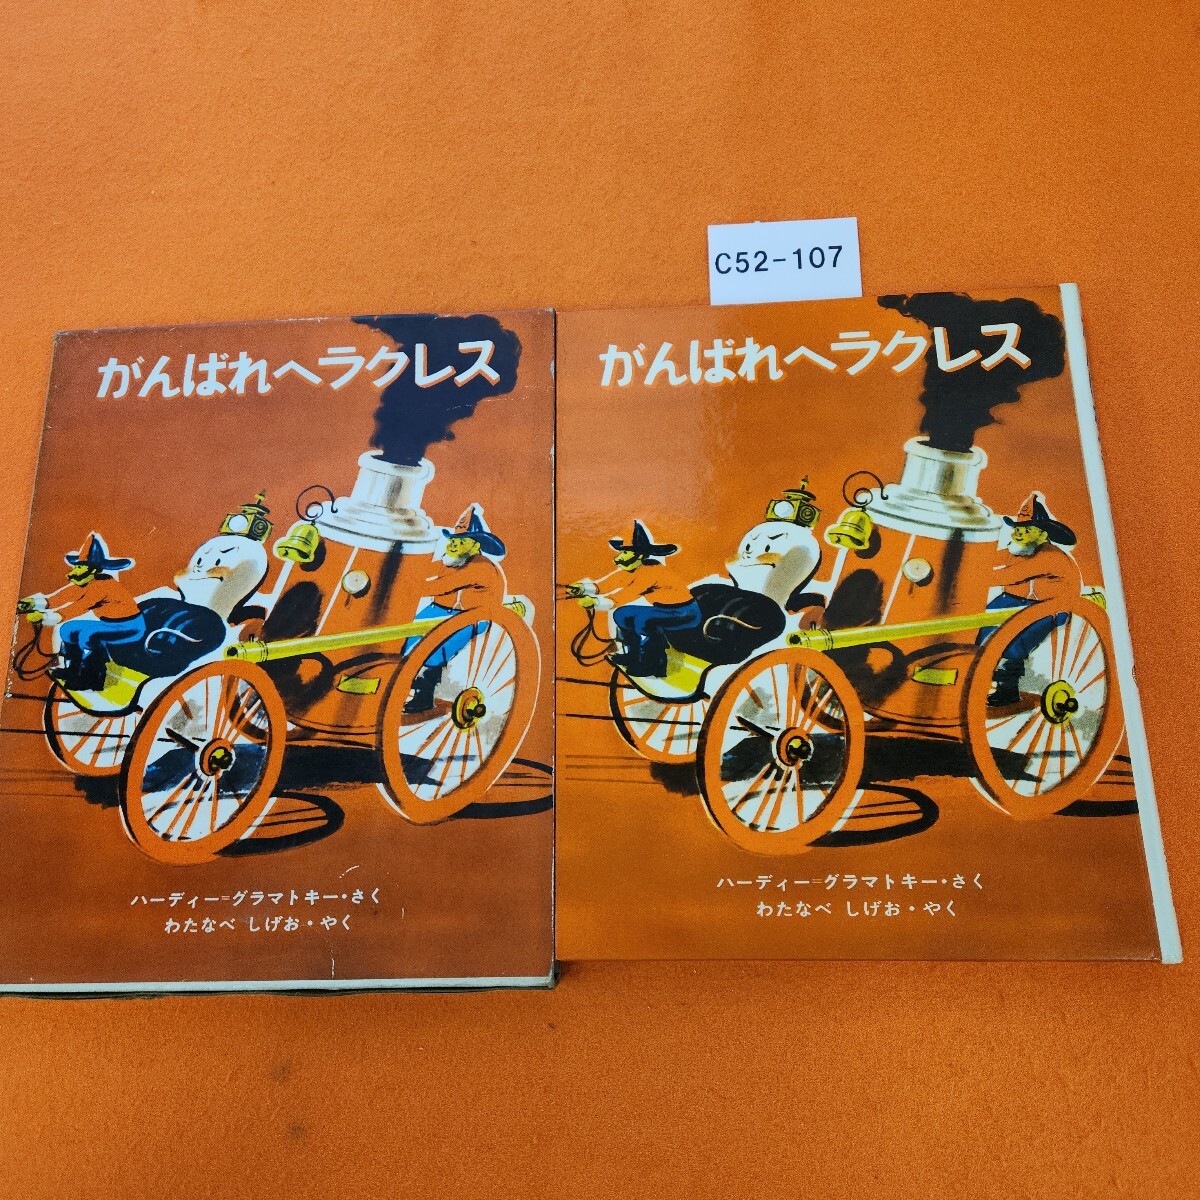 C52-107
がんばれヘラクレス
ハーディー=グラマトキー・さく
わたなべ しげお・やく
がんばれヘラクレス
ハーディー=グラマトキー・さく
わたなべ しげお・やく